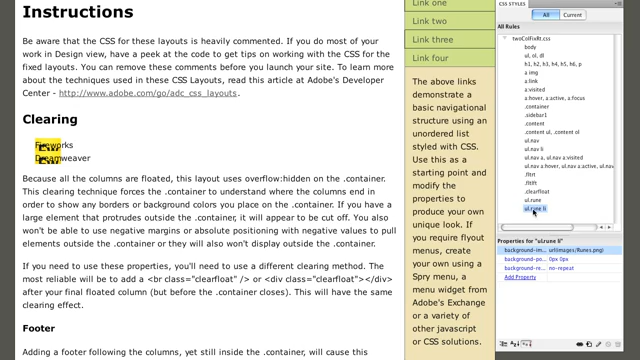 Instructions
Be aware that the CSS for these layouts is heavily commented. If you do most of your
work in Design view, have a peek at the code to get tips on working with the CSS for the
fixed layouts. You can remove these comments before you launch your site. To learn more
about the techniques used in these CSS Layouts, read this article at Adobe's Developer
Center - http://www.adobe.com/go/adc_css_layouts.
Clearing
Fireworks
Dreamweaver
Because all the columns are floated, this layout uses overflow:hidden on the .container.
This clearing technique forces the .container to understand where the columns end in
order to show any borders or background colors you place on the .container. If you have a
large element that protrudes outside the .container, it will appear to be cut off. You also
won't be able to use negative margins or absolute positioning with negative values to pull
elements outside the .container or they will also won't display outside the .container.
If you need to use these properties, you'll need to use a different clearing method. The
most reliable will be to add a <br class="clearfloat" /> or <div class="clearfloat"></div>
after your final floated column (but before the .container closes). This will have the same
clearing effect.
Footer
Adding a footer following the columns, yet still inside the .container, will cause this
Link one
Link two
Link three
Link four
The above links
demonstrate a
basic navigational
structure using an
unordered list
styled with CSS.
Use this as a
starting point and
modify the
properties to
produce your own
unique look. If
you require flyout
menus, create
your own using a
Spry menu, a
menu widget from
Adobe's Exchange
or a variety of
other javascript
or CSS solutions.
CSS STYLES
All Current
All Rules
twoColFixRt.css
body
ul, ol, dl
h1, h2, h3, h4, h5, h6, p
a img
a:link
a:visited
a:hover, a:active, a:focus
.container
.sidebar1
.content
.content ul, .content ol
ul.nav
ul.nav li
ul.nav a, ul.nav a:visited
ul.nav a:hover, ul.nav a:active, ul.nav
.fltrt
.fltlft
.clearfloat
ul.rune
ul.rune li
Properties for "ul.rune li"
background-im... url(images/Runes.png)
background-po... 0px 0px
background-re... no-repeat
Add Property